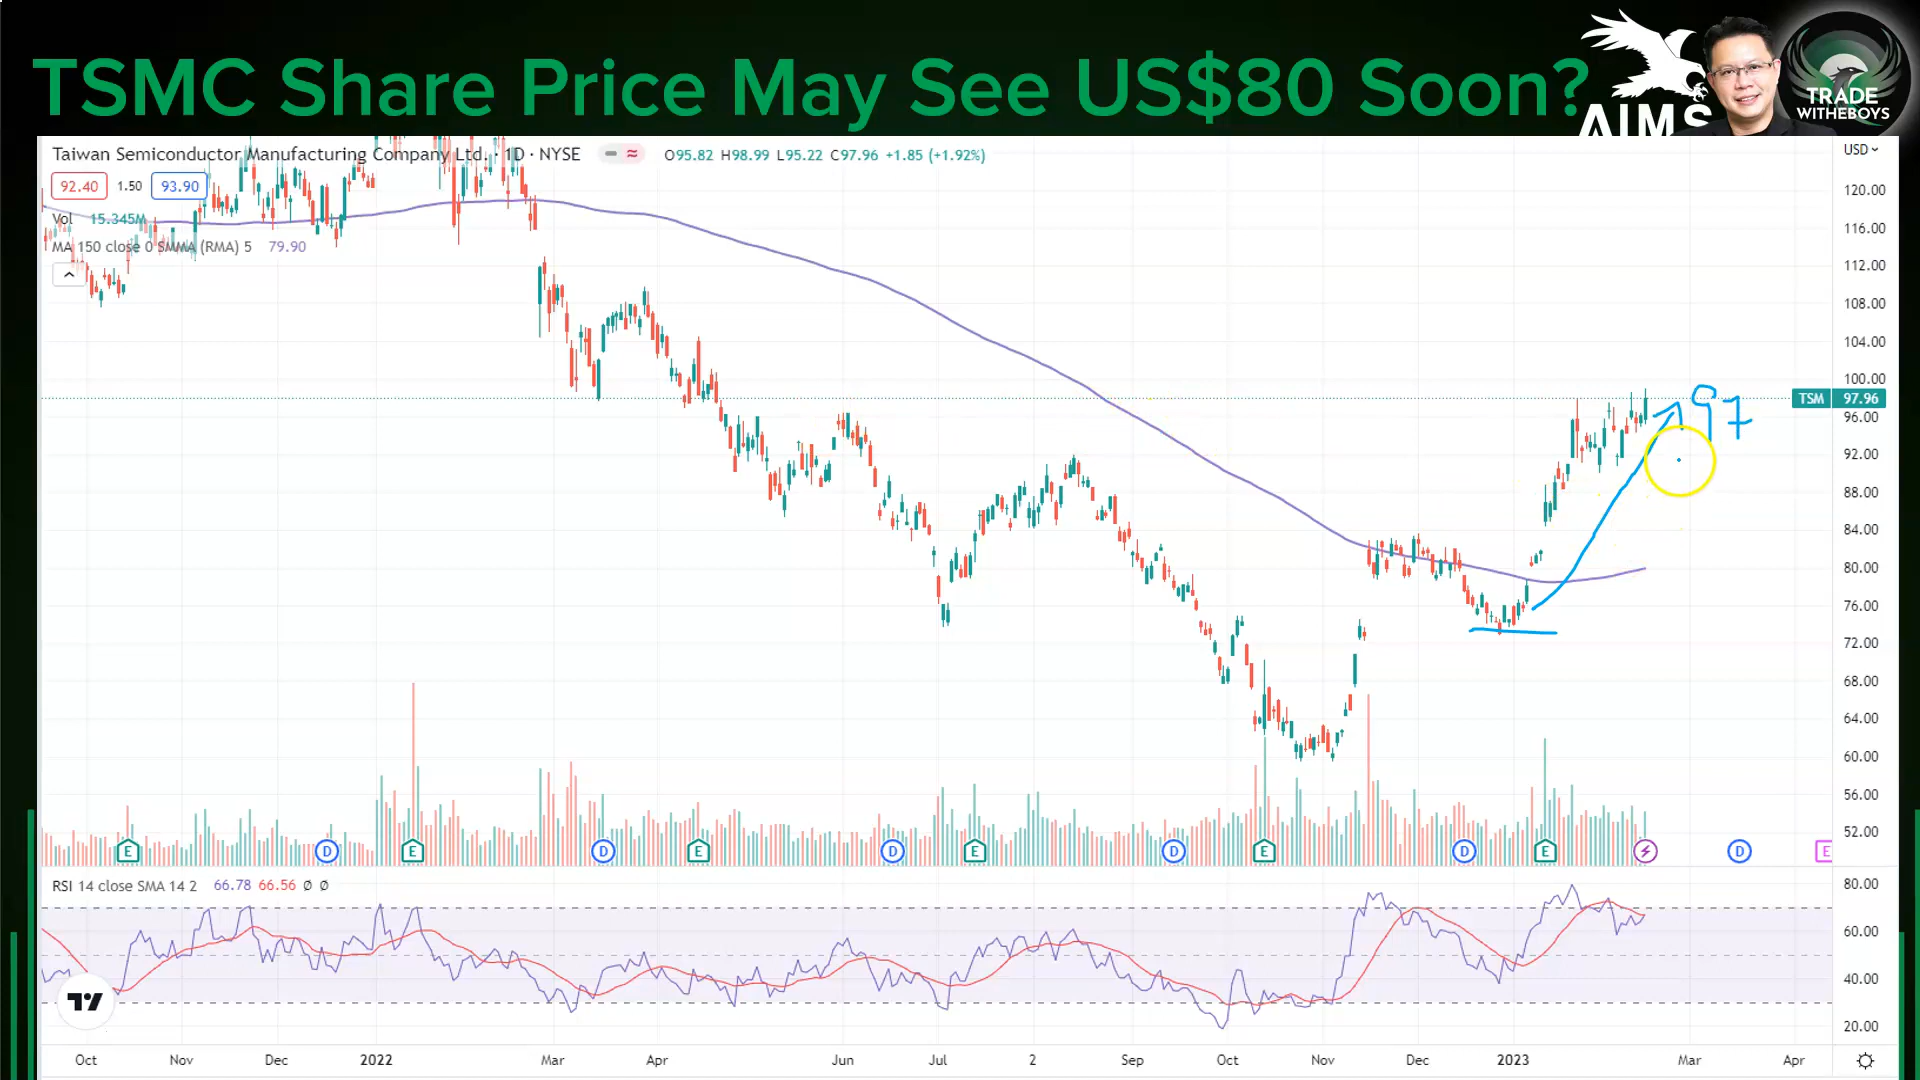 TSMC Share Price May See US$80 Soon?
AIMS
TRADE
WITHEBOYS
Taiwan Semiconductor Manufacturing Company Ltd. · 1D · NYSE O95.82 H98.99 L95.22 C97.96 +1.85 (+1.92%)
USD
92.40 1.50 93.90
Vol 15.345M
MA 150 close 0 SMMA (RMA) 5 79.90
120.00
116.00
112.00
108.00
104.00
100.00
TSM 97.96
97
96.00
92.00
88.00
84.00
80.00
76.00
72.00
68.00
64.00
60.00
56.00
52.00
E D E D E D E D E D E D E
RSI 14 close SMA 14 2 66.78 66.56 Ø Ø
80.00
60.00
40.00
20.00
Oct Nov Dec 2022 Mar Apr Jun Jul 2 Sep Oct Nov Dec 2023 Mar Apr